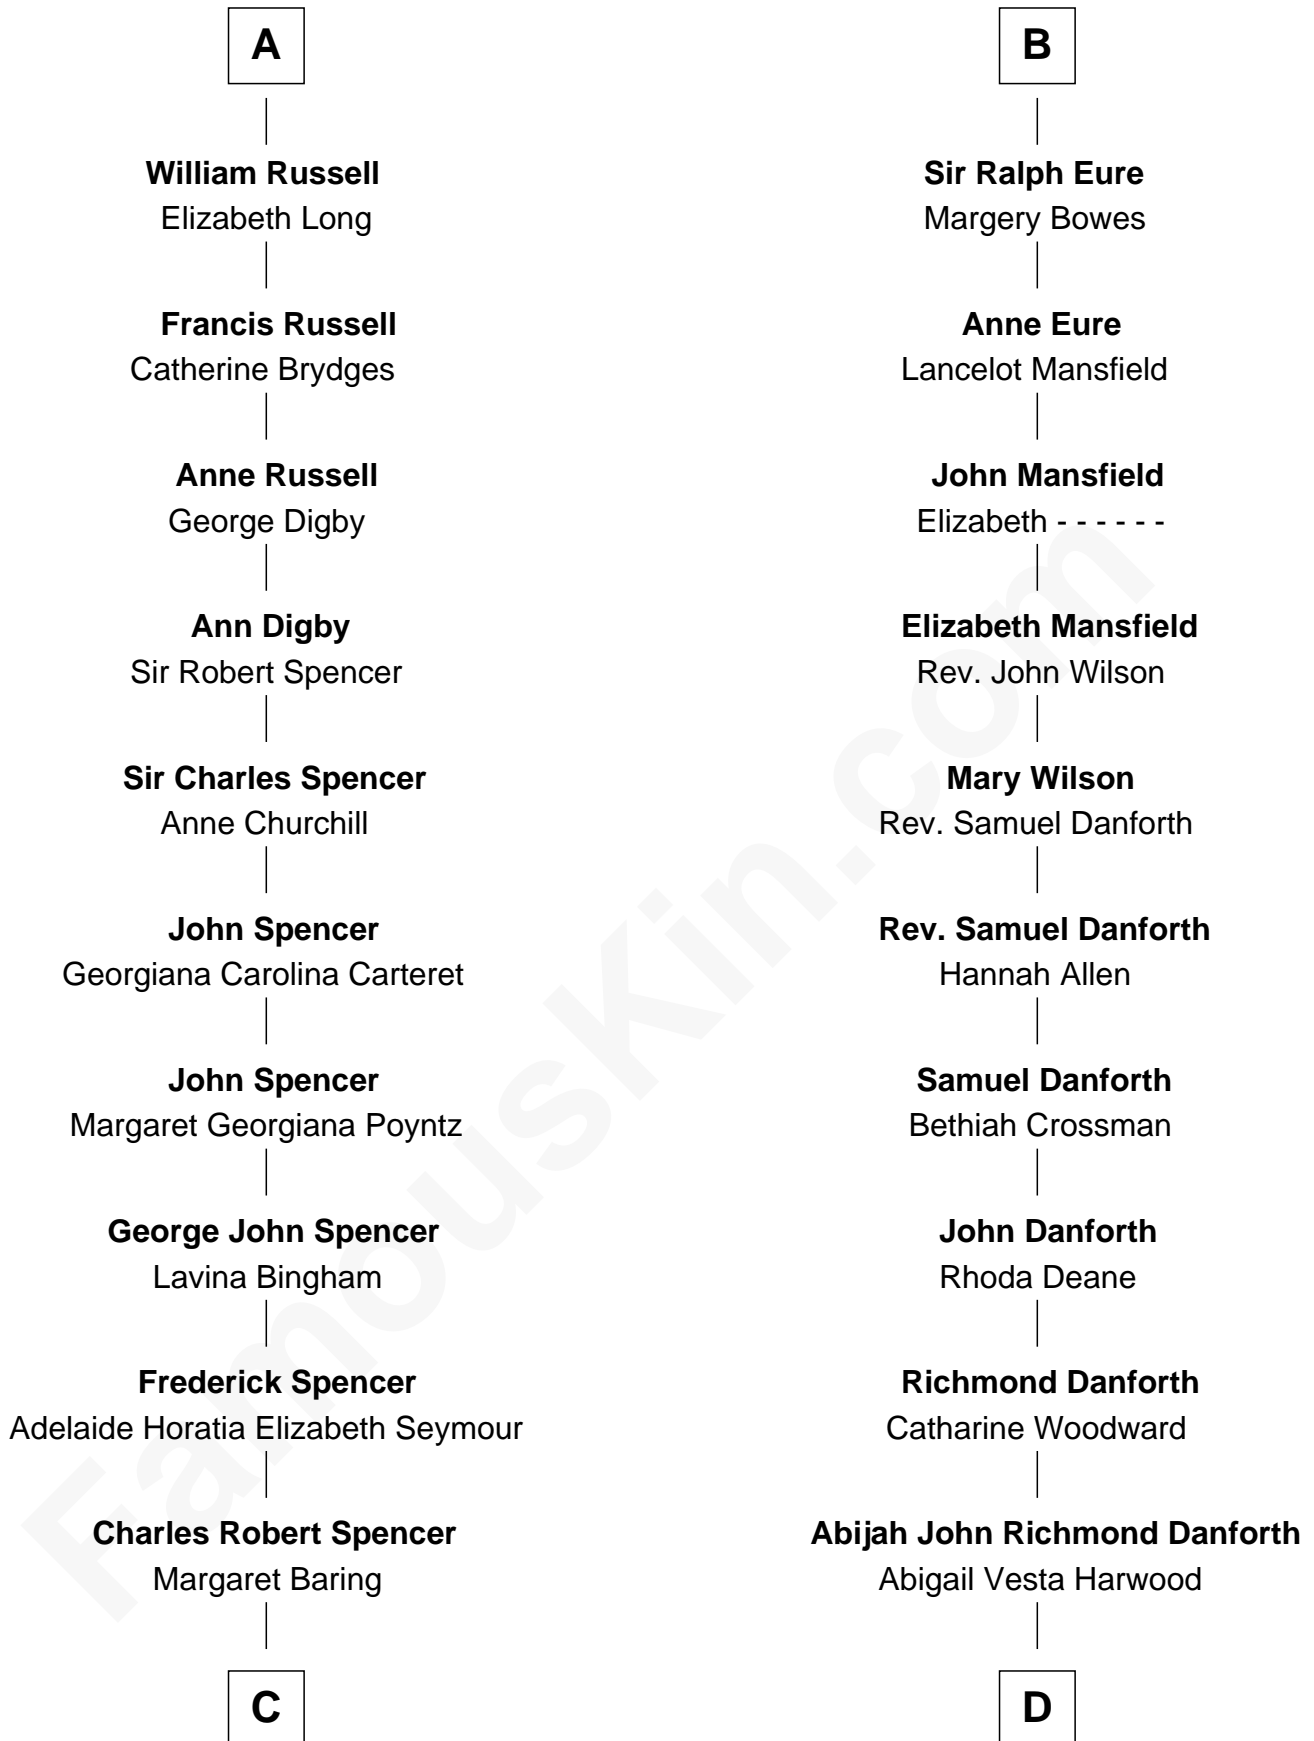 A
William Russell
Elizabeth Long
Francis Russell
Catherine Brydges
Anne Russell
George Digby
Ann Digby
Sir Robert Spencer
Sir Charles Spencer
Anne Churchill
John Spencer
Georgiana Carolina Carteret
John Spencer
Margaret Georgiana Poyntz
George John Spencer
Lavina Bingham
Frederick Spencer
Adelaide Horatia Elizabeth Seymour
Charles Robert Spencer
Margaret Baring
C
B
Sir Ralph Eure
Margery Bowes
Anne Eure
Lancelot Mansfield
John Mansfield
Elizabeth - - - - - -
Elizabeth Mansfield
Rev. John Wilson
Mary Wilson
Rev. Samuel Danforth
Rev. Samuel Danforth
Hannah Allen
Samuel Danforth
Bethiah Crossman
John Danforth
Rhoda Deane
Richmond Danforth
Catharine Woodward
Abijah John Richmond Danforth
Abigail Vesta Harwood
D
FamousKin.com